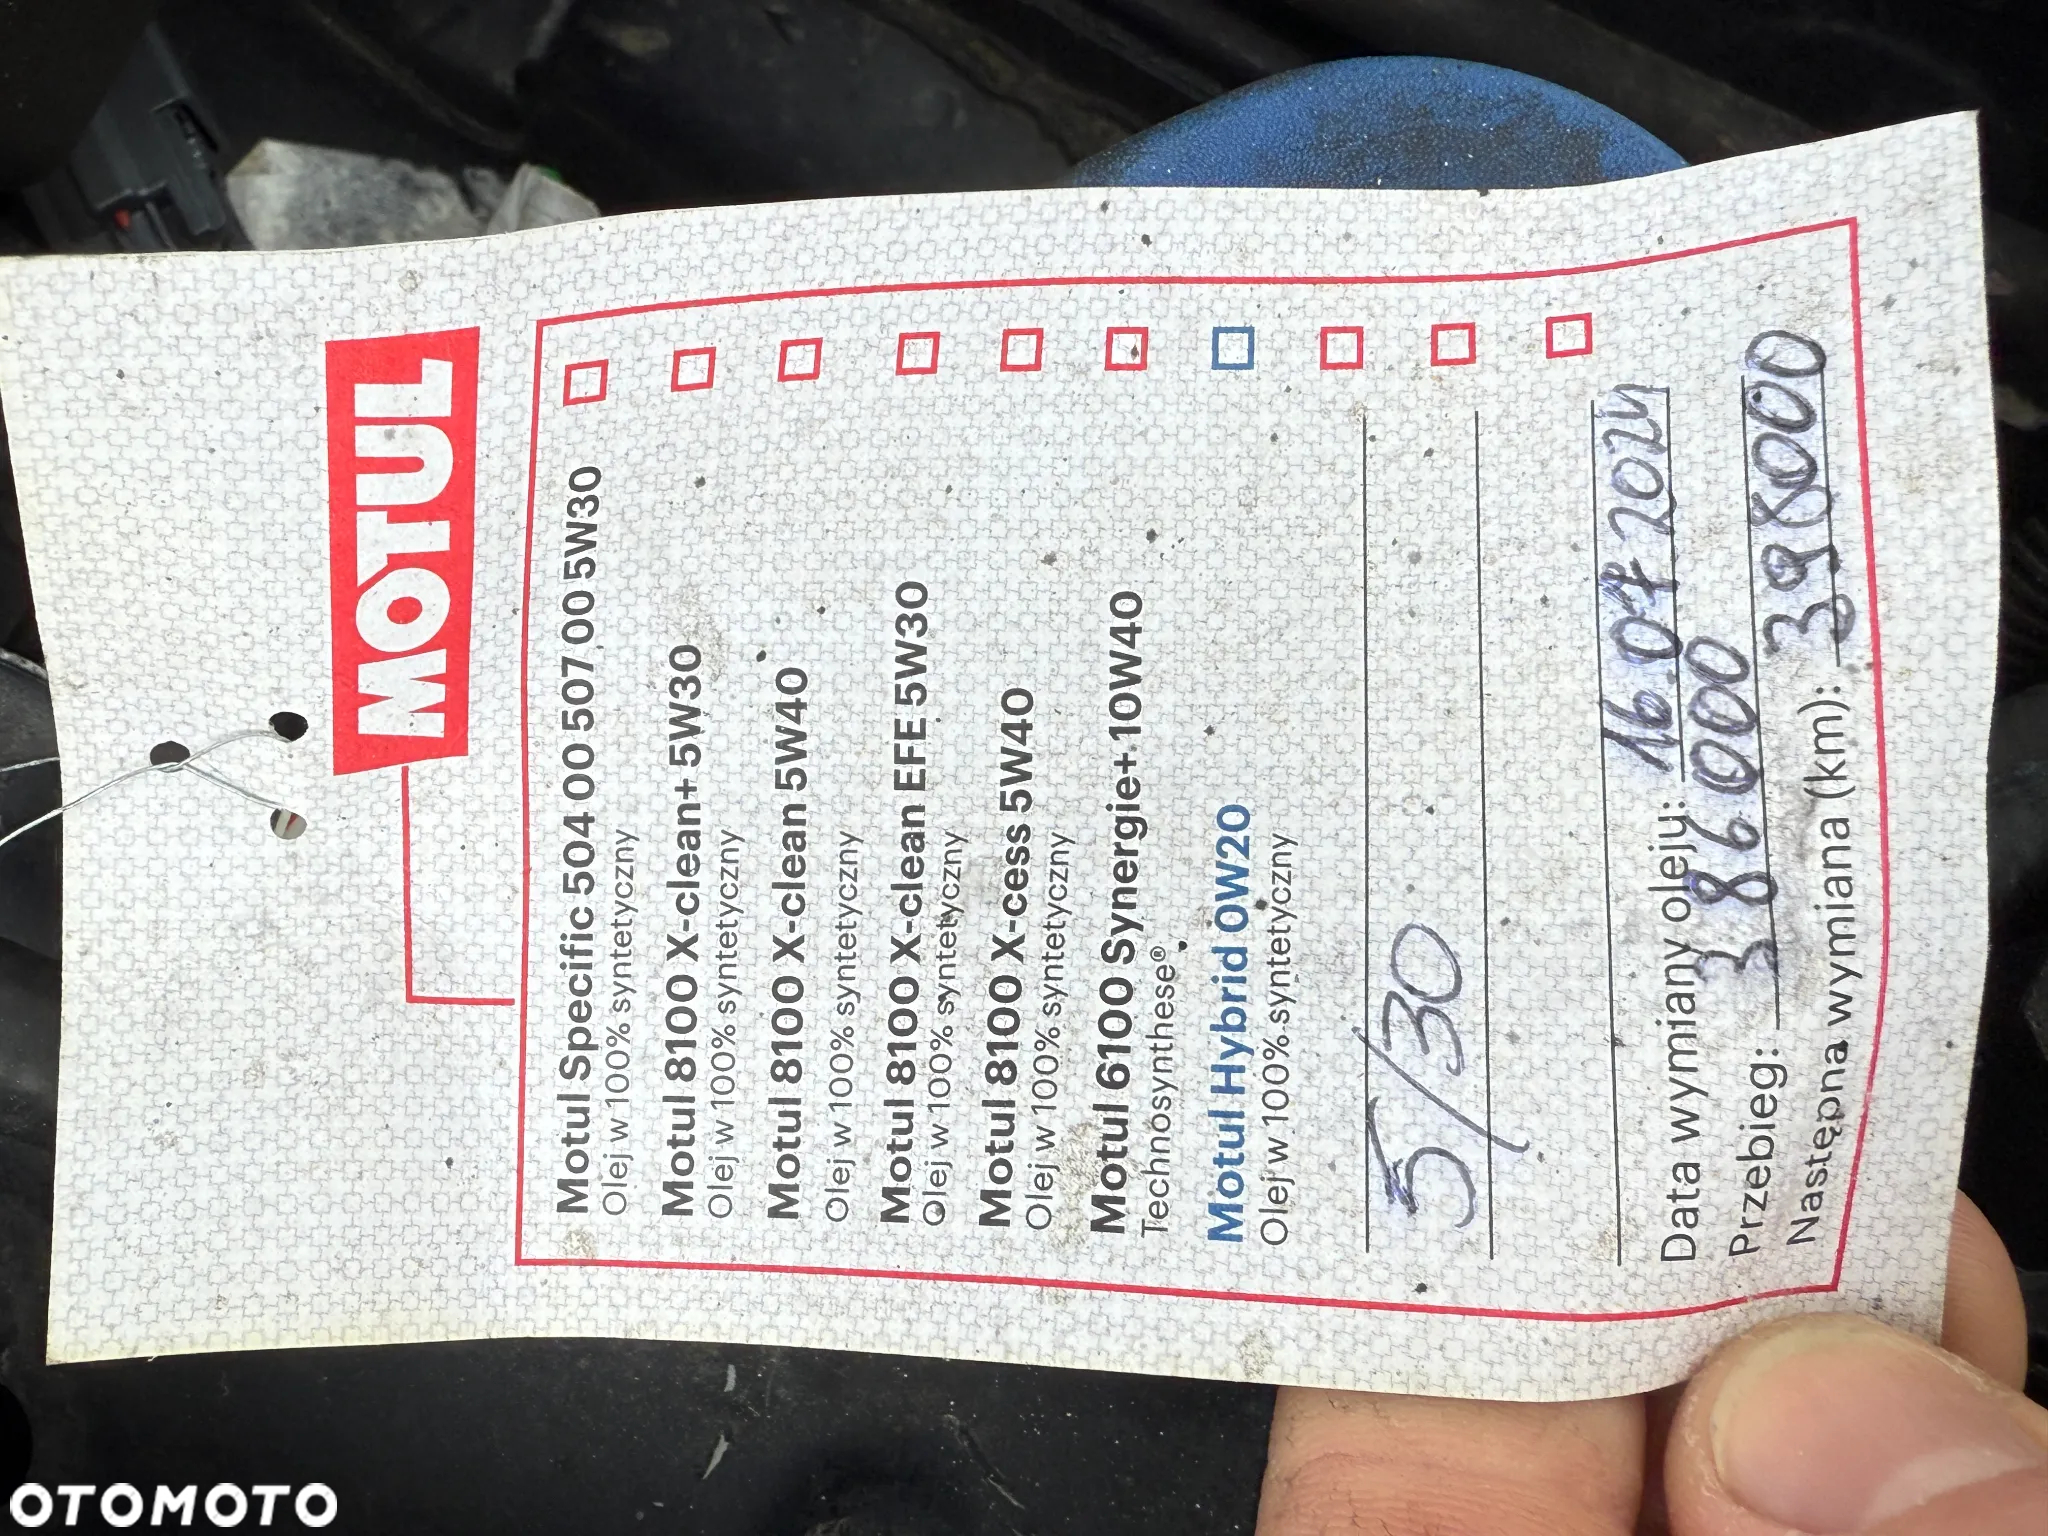 MOTUL
Motul Specific 504 00 507 00 5W30
Olej w 100% syntetyczny
Motul 8100 X-clean+ 5W30
Olej w 100% syntetyczny
Motul 8100 X-clean 5W40
Olej w 100% syntetyczny
Motul 8100 X-clean EFE 5W30
Olej w 100% syntetyczny
Motul 8100 X-cess 5W40
Olej w 100% syntetyczny
Motul 6100 Synergie+ 10W40
Technosynthese®
Motul Hybrid 0W20
Olej w 100% syntetyczny
5/30
Data wymiany oleju: 16.07 2024
Przebieg: 386000
Następna wymiana (km): 398000
OTOMOTO